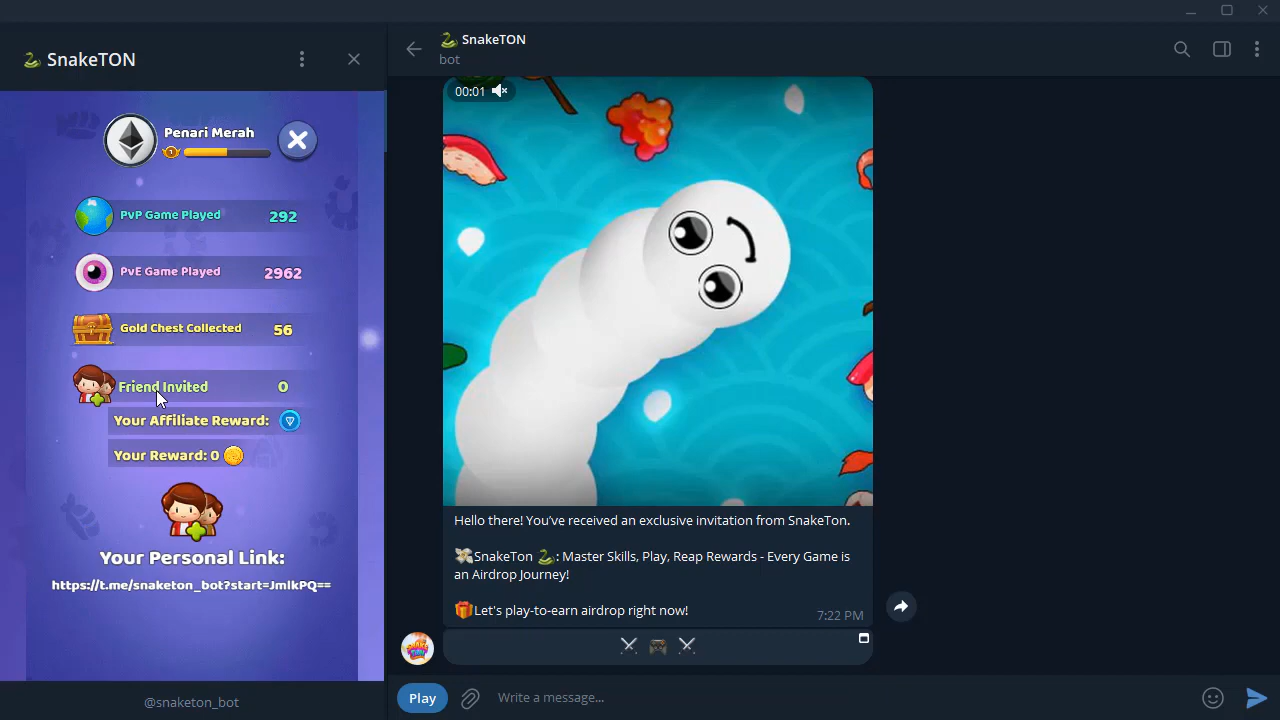 SnakeTON
Penari Merah
1
PvP Game Played 292
PvE Game Played 2962
Gold Chest Collected 56
Friend Invited 0
Your Affiliate Reward:
Your Reward: 0
Your Personal Link:
https://t.me/snaketon_bot?start=JmlkPQ==
@snaketon_bot
SnakeTON
bot
00:01
Hello there! You’ve received an exclusive invitation from SnakeTon.
💸SnakeTon 🐍: Master Skills, Play, Reap Rewards - Every Game is
an Airdrop Journey!
🎁Let's play-to-earn airdrop right now!
7:22 PM
Play
Write a message...